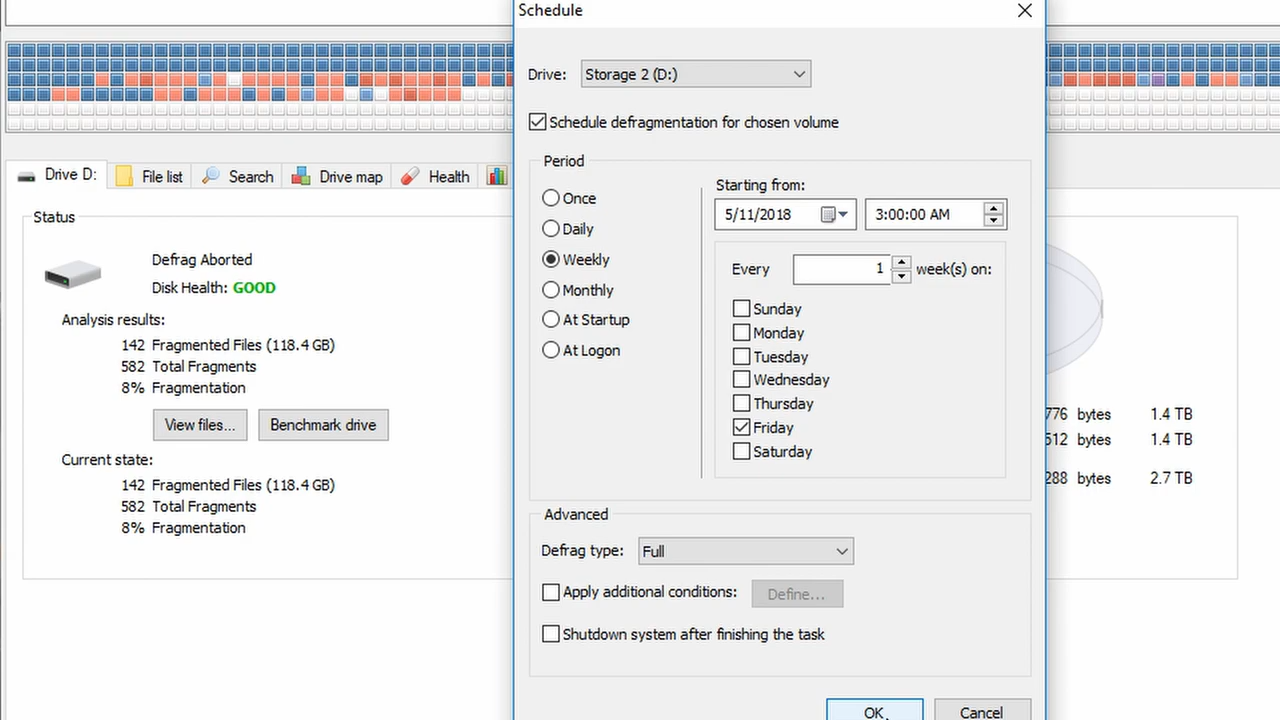 Schedule
Drive: Storage 2 (D:)
Schedule defragmentation for chosen volume
Drive D: File list Search Drive map Health
Status
Defrag Aborted
Disk Health: GOOD
Analysis results:
142 Fragmented Files (118.4 GB)
582 Total Fragments
8% Fragmentation
View files... Benchmark drive
Current state:
142 Fragmented Files (118.4 GB)
582 Total Fragments
8% Fragmentation
Period
Once
Daily
Weekly
Monthly
At Startup
At Logon
Starting from:
5/11/2018 3:00:00 AM
Every 1 week(s) on:
Sunday
Monday
Tuesday
Wednesday
Thursday
Friday
Saturday
Advanced
Defrag type: Full
Apply additional conditions: Define...
Shutdown system after finishing the task
OK Cancel
776 bytes 1.4 TB
512 bytes 1.4 TB
288 bytes 2.7 TB